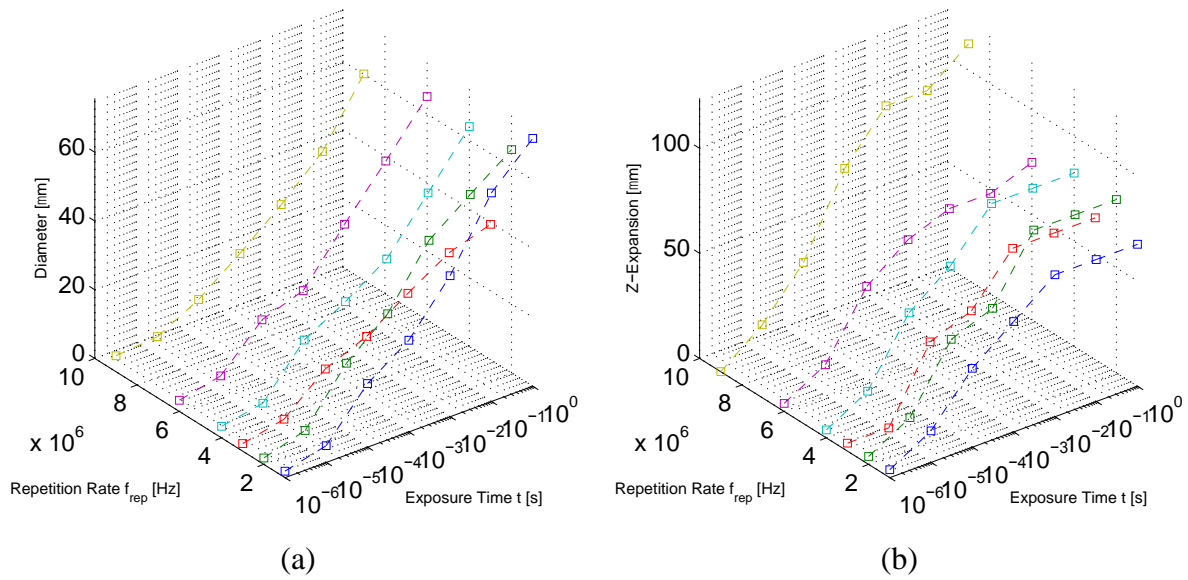 60
40
20
0
Diameter [mm]
10
8
6
4
2
x 10^6
Repetition Rate f_rep [Hz]
10^-6 10^-5 10^-4 10^-3 10^-2 10^-1 10^0
Exposure Time t [s]
(a)
100
50
0
Z-Expansion [mm]
10
8
6
4
2
x 10^6
Repetition Rate f_rep [Hz]
10^-6 10^-5 10^-4 10^-3 10^-2 10^-1 10^0
Exposure Time t [s]
(b)